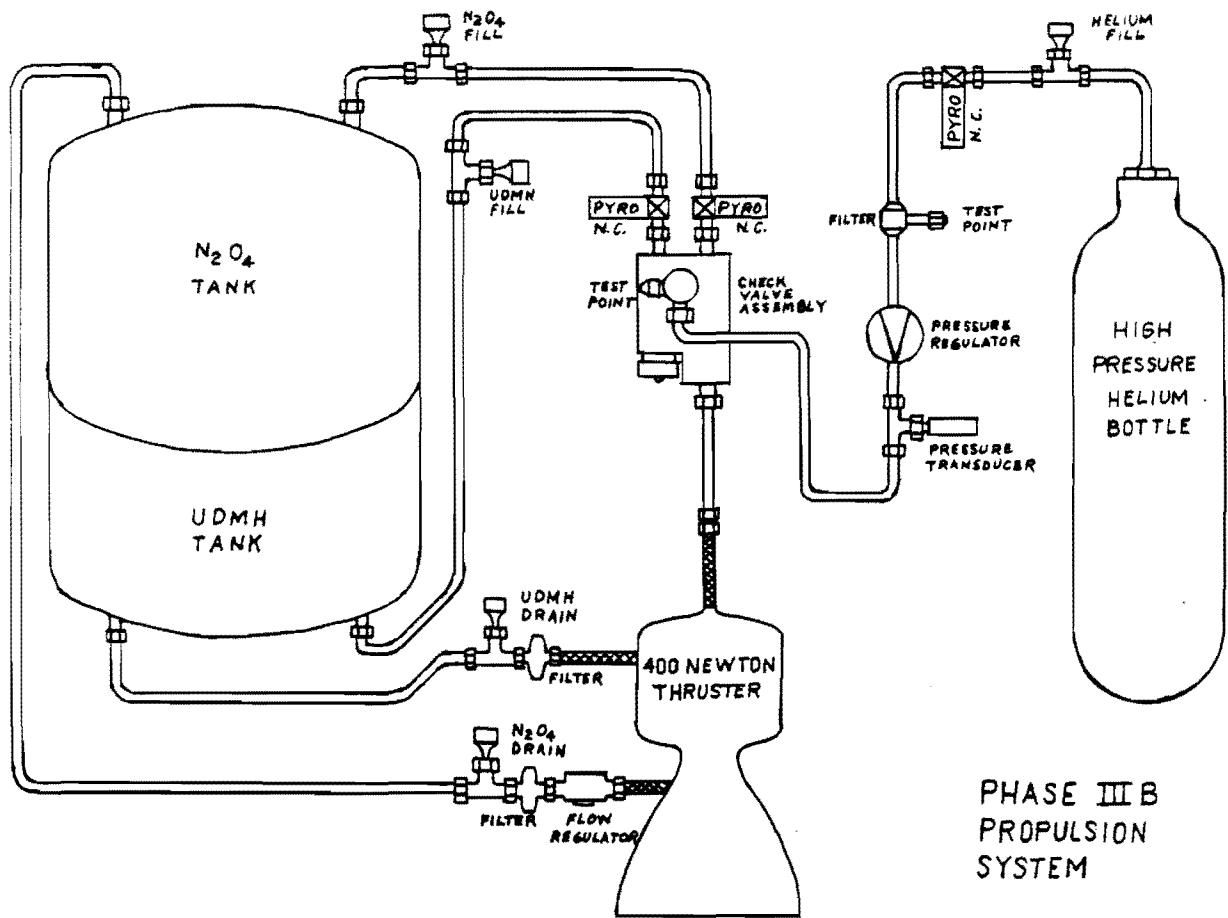 N2O4
FILL
HELIUM
FILL
PYRO
N.C.
UDMH
FILL
PYRO
N.C.
PYRO
N.C.
FILTER
TEST
POINT
N2O4
TANK
TEST
POINT
CHECK
VALVE
ASSEMBLY
PRESSURE
REGULATOR
HIGH
PRESSURE
HELIUM
BOTTLE
PRESSURE
TRANSDUCER
UDMH
TANK
UDMH
DRAIN
FILTER
400 NEWTON
THRUSTER
N2O4
DRAIN
FILTER
FLOW
REGULATOR
PHASE III B
PROPULSION
SYSTEM